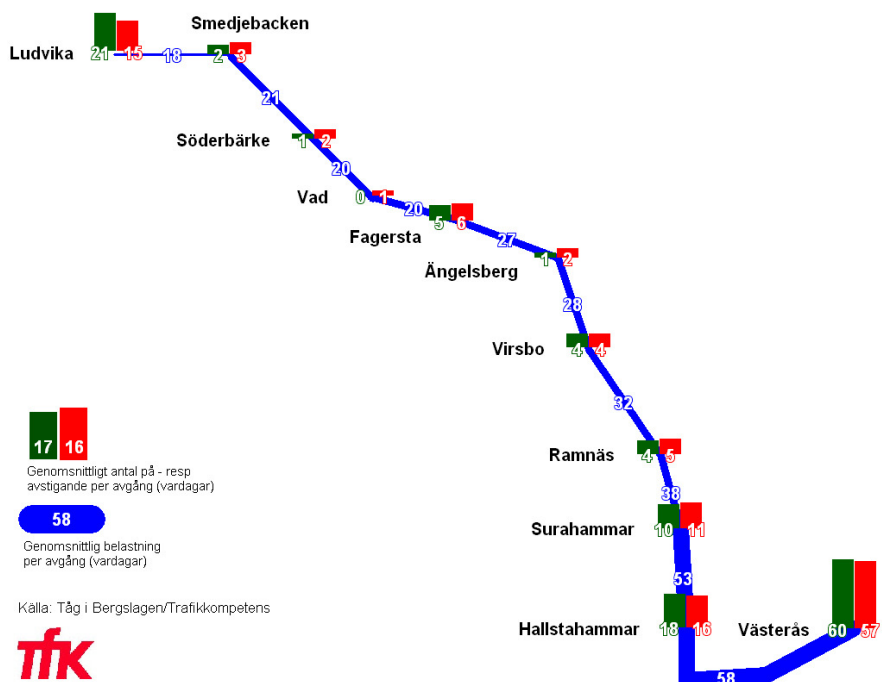 Smedjebacken
Ludvika 21 15 18 2 3
21
Söderbärke 1 2
20
Vad 0 1 20 5 6
Fagersta 27
Ängelsberg 1 2
28
Virsbo 4 4
32
Ramnäs 4 5
38
Surahammar 10 11
53
Hallstahammar 18 16
Västerås 60 57
58
17 16
Genomsnittligt antal på - resp
avstigande per avgång (vardagar)
58
Genomsnittlig belastning
per avgång (vardagar)
Källa: Tåg i Bergslagen/Trafikkompetens
TfK